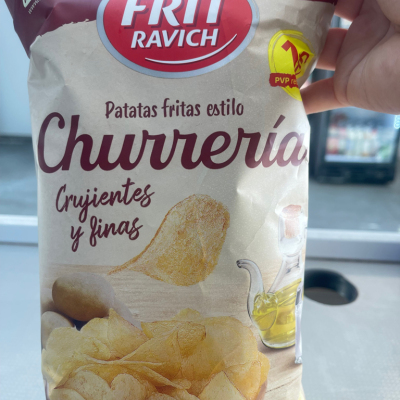 FRIT
RAVICH
Patatas fritas estilo
Churrería
Crujientes
y finas